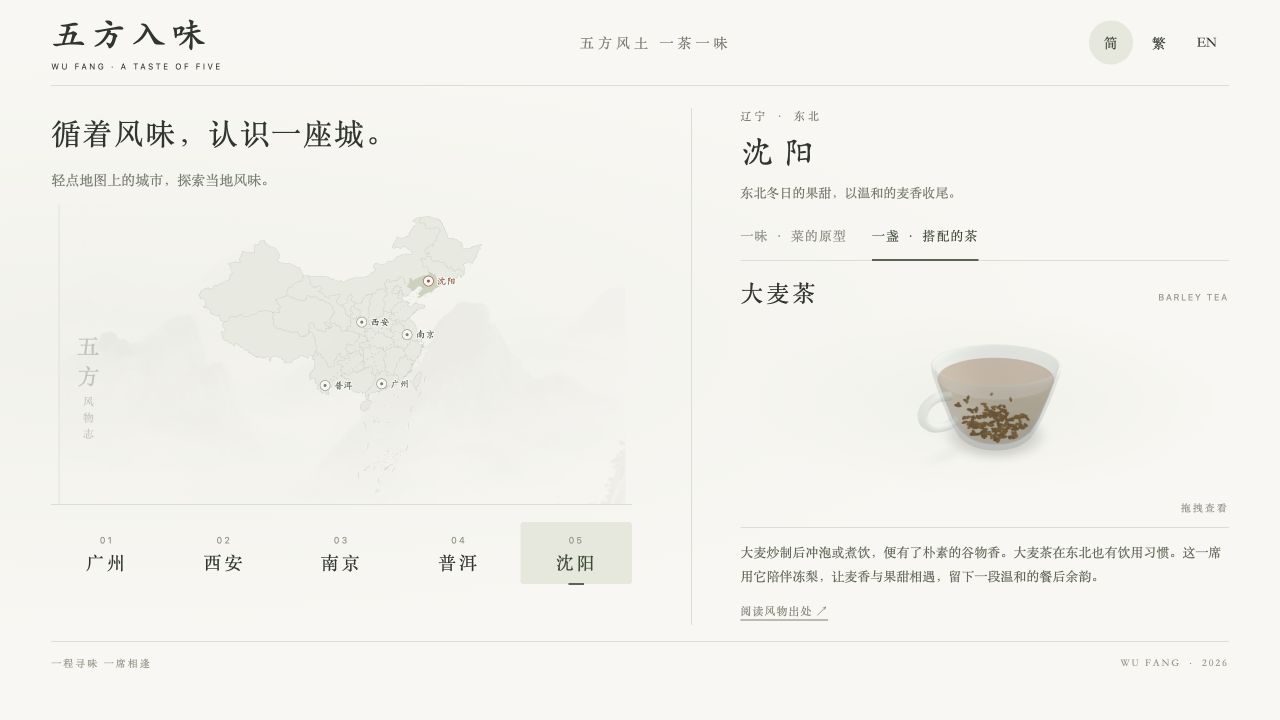 五方入味
WU FANG · A TASTE OF FIVE
五方风土 一茶一味
简 繁 EN
循着风味，认识一座城。
轻点地图上的城市，探索当地风味。
五方
风物志
沈阳
西安
南京
普洱
广州
01 广州
02 西安
03 南京
04 普洱
05 沈阳
辽宁 · 东北
沈阳
东北冬日的果甜，以温和的麦香收尾。
一味 · 菜的原型 一盏 · 搭配的茶
大麦茶
BARLEY TEA
拖拽查看
大麦炒制后冲泡或煮饮，便有了朴素的谷物香。大麦茶在东北也有饮用习惯。这一席
用它陪伴冻梨，让麦香与果甜相遇，留下一段温和的餐后余韵。
阅读风物出处 ↗
一程寻味 一席相逢
WU FANG · 2026